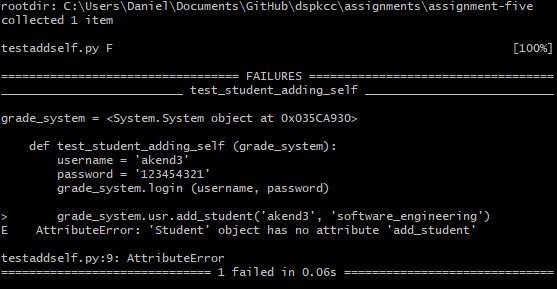 rootdir: C:\Users\Daniel\Documents\GitHub\dspkcc\assignments\assignment-five
collected 1 item
testaddself.py F [100%]
================================== FAILURES ===================================
___________________________ test_student_adding_self ___________________________
grade_system = <System.System object at 0x035CA930>
def test_student_adding_self (grade_system):
username = 'akend3'
password = '123454321'
grade_system.login (username, password)
> grade_system.usr.add_student('akend3', 'software_engineering')
E AttributeError: 'Student' object has no attribute 'add_student'
testaddself.py:9: AttributeError
============================== 1 failed in 0.06s ==============================